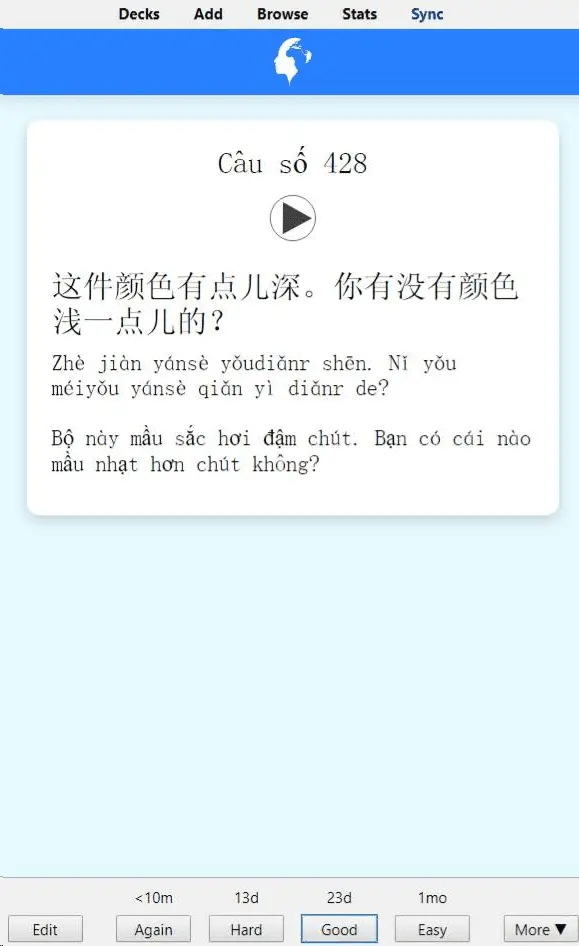 Decks Add Browse Stats Sync
Câu số 428
这件颜色有点儿深。你有没有颜色
浅一点儿的？
Zhè jiàn yánsè yǒudiǎnr shēn. Nǐ yǒu
méiyǒu yánsè qiǎn yì diǎnr de?
Bộ này mầu sắc hơi đậm chút. Bạn có cái nào
mầu nhạt hơn chút không?
<10m 13d 23d 1mo
Edit Again Hard Good Easy More ▼